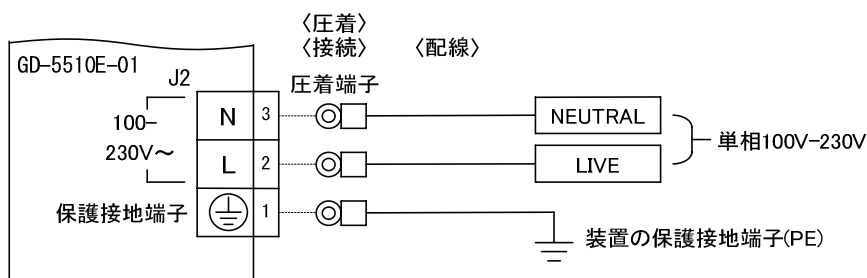 〈圧着〉
〈接続〉 〈配線〉
GD-5510E-01
J2
圧着端子
N 3
NEUTRAL
100-
230V～
単相100V-230V
L 2
LIVE
保護接地端子
1
装置の保護接地端子(PE)